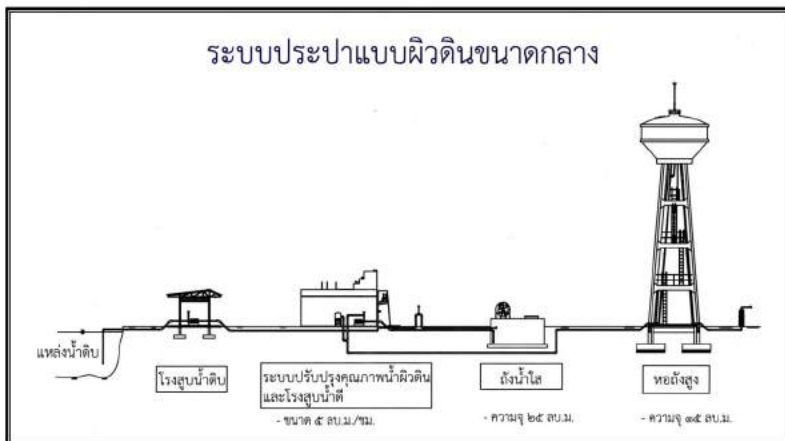 ระบบประปาแบบผิวดินขนาดกลาง
แหล่งน้ำดิบ
โรงสูบน้ำดิบ
ระบบปรับปรุงคุณภาพน้ำผิวดิน
และโรงสูบน้ำดี
- ขนาด ๕ ลบ.ม./ชม.
ถังน้ำใส
- ความจุ ๒๕ ลบ.ม.
หอถังสูง
- ความจุ ๑๕ ลบ.ม.